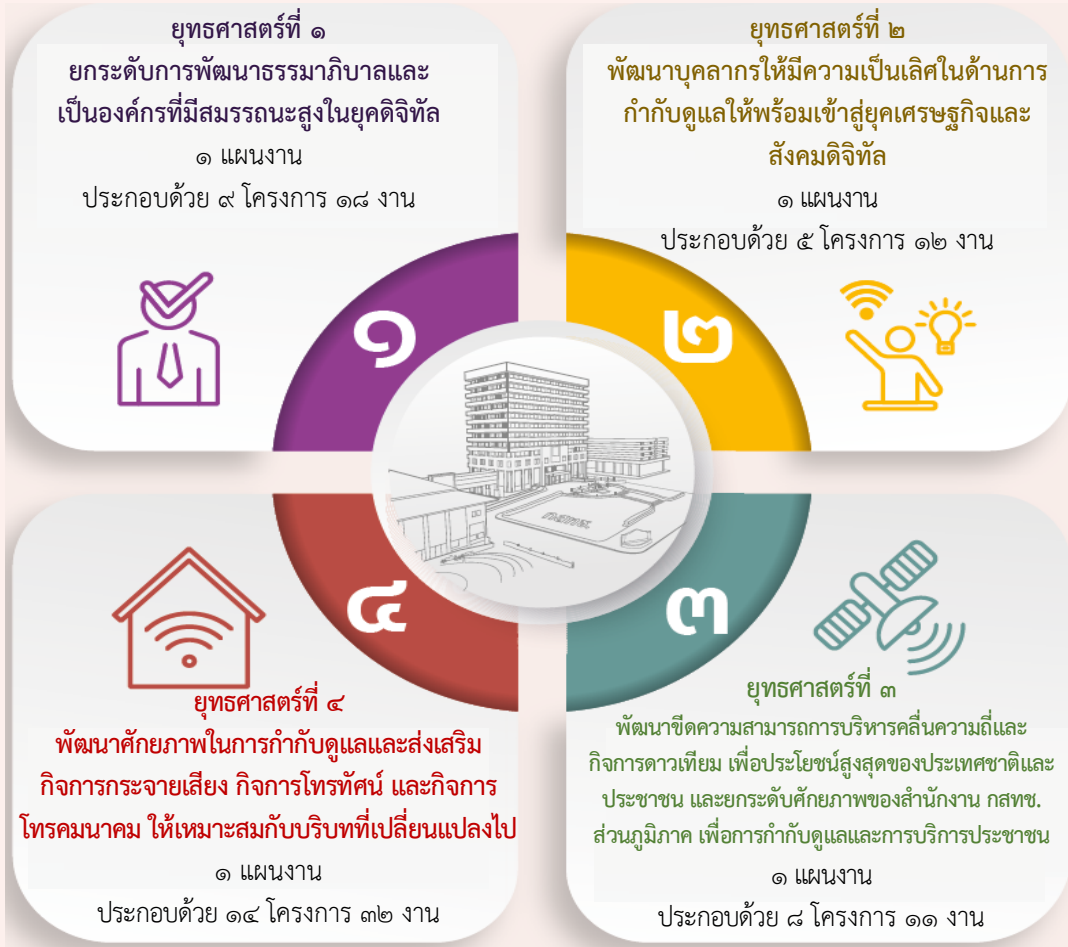 ยุทธศาสตร์ที่ ๑
ยกระดับการพัฒนาธรรมาภิบาลและ
เป็นองค์กรที่มีสมรรถนะสูงในยุคดิจิทัล
๑ แผนงาน
ประกอบด้วย ๙ โครงการ ๑๘ งาน
๑
ยุทธศาสตร์ที่ ๒
พัฒนาบุคลากรให้มีความเป็นเลิศในด้านการ
กำกับดูแลให้พร้อมเข้าสู่ยุคเศรษฐกิจและ
สังคมดิจิทัล
๑ แผนงาน
ประกอบด้วย ๕ โครงการ ๑๒ งาน
๒
๓
ยุทธศาสตร์ที่ ๓
พัฒนาขีดความสามารถการบริหารคลื่นความถี่และ
กิจการดาวเทียม เพื่อประโยชน์สูงสุดของประเทศชาติและ
ประชาชน และยกระดับศักยภาพของสำนักงาน กสทช.
ส่วนภูมิภาค เพื่อการกำกับดูแลและการบริการประชาชน
๑ แผนงาน
ประกอบด้วย ๘ โครงการ ๑๑ งาน
๔
ยุทธศาสตร์ที่ ๔
พัฒนาศักยภาพในการกำกับดูแลและส่งเสริม
กิจการกระจายเสียง กิจการโทรทัศน์ และกิจการ
โทรคมนาคม ให้เหมาะสมกับบริบทที่เปลี่ยนแปลงไป
๑ แผนงาน
ประกอบด้วย ๑๔ โครงการ ๓๒ งาน